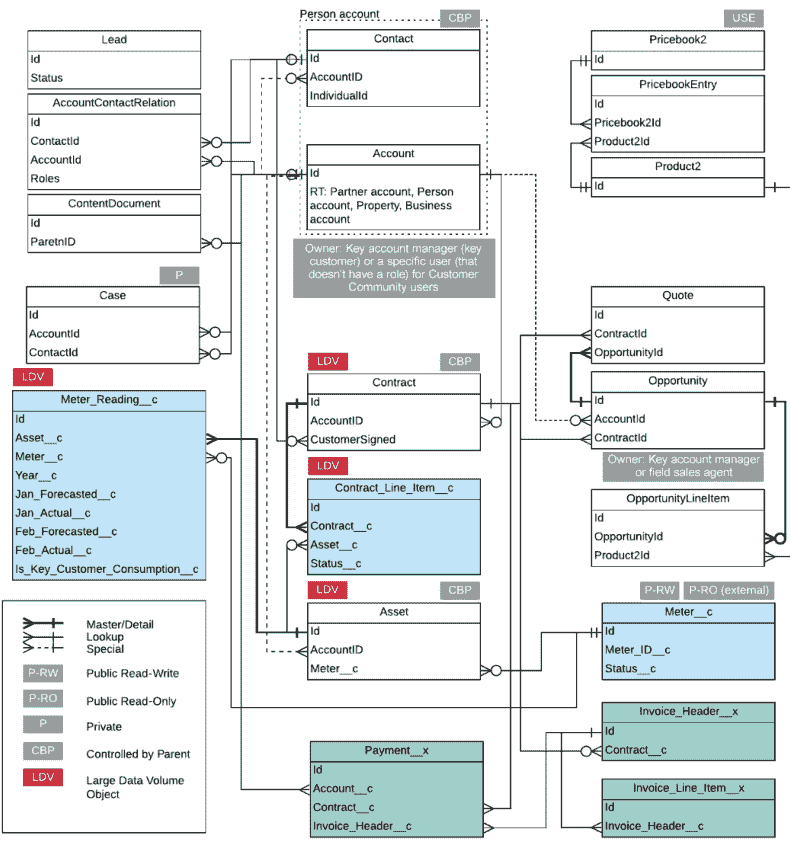 Person account
CBP
Contact
Id
AccountID
IndividualId
Lead
Id
Status
AccountContactRelation
Id
ContactId
AccountId
Roles
ContentDocument
Id
ParetnID
Account
Id
RT: Partner account, Person
account, Property, Business
account
Owner: Key account manager (key
customer) or a specific user (that
doesn't have a role) for Customer
Community users
USE
Pricebook2
Id
PricebookEntry
Id
Pricebook2Id
Product2Id
Product2
Id
P
Case
Id
AccountId
ContactId
Quote
Id
ContractId
OpportunityId
Opportunity
Id
AccountId
ContractId
Owner: Key account manager
or field sales agent
OpportunityLineItem
Id
OpportunityId
Product2Id
LDV
CBP
Contract
Id
AccountID
CustomerSigned
LDV
Meter_Reading__c
Id
Asset__c
Meter__c
Year__c
Jan_Forecasted__c
Jan_Actual__c
Feb_Forecasted__c
Feb_Actual__c
Is_Key_Customer_Consumption__c
LDV
Contract_Line_Item__c
Id
Contract__c
Asset__c
Status__c
LDV
CBP
Asset
Id
AccountID
Meter__c
P-RW
P-RO (external)
Meter__c
Id
Meter_ID__c
Status__c
Master/Detail
Lookup
Special
P-RW
Public Read-Write
P-RO
Public Read-Only
P
Private
CBP
Controlled by Parent
LDV
Large Data Volume
Object
Payment__x
Id
Account__c
Contract__c
Invoice_Header__c
Invoice_Header__x
Id
Contract__c
Invoice_Line_Item__x
Id
Invoice_Header__c